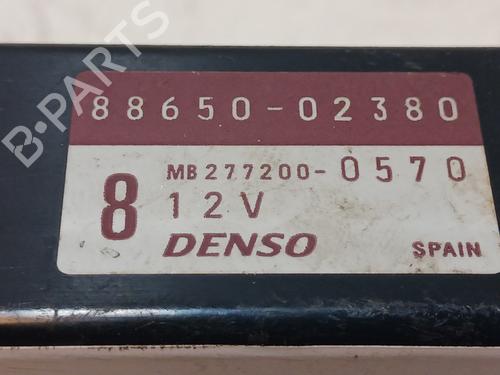 88650-02380
MB277200-0570
8 12V
DENSO SPAIN
B-PARTS